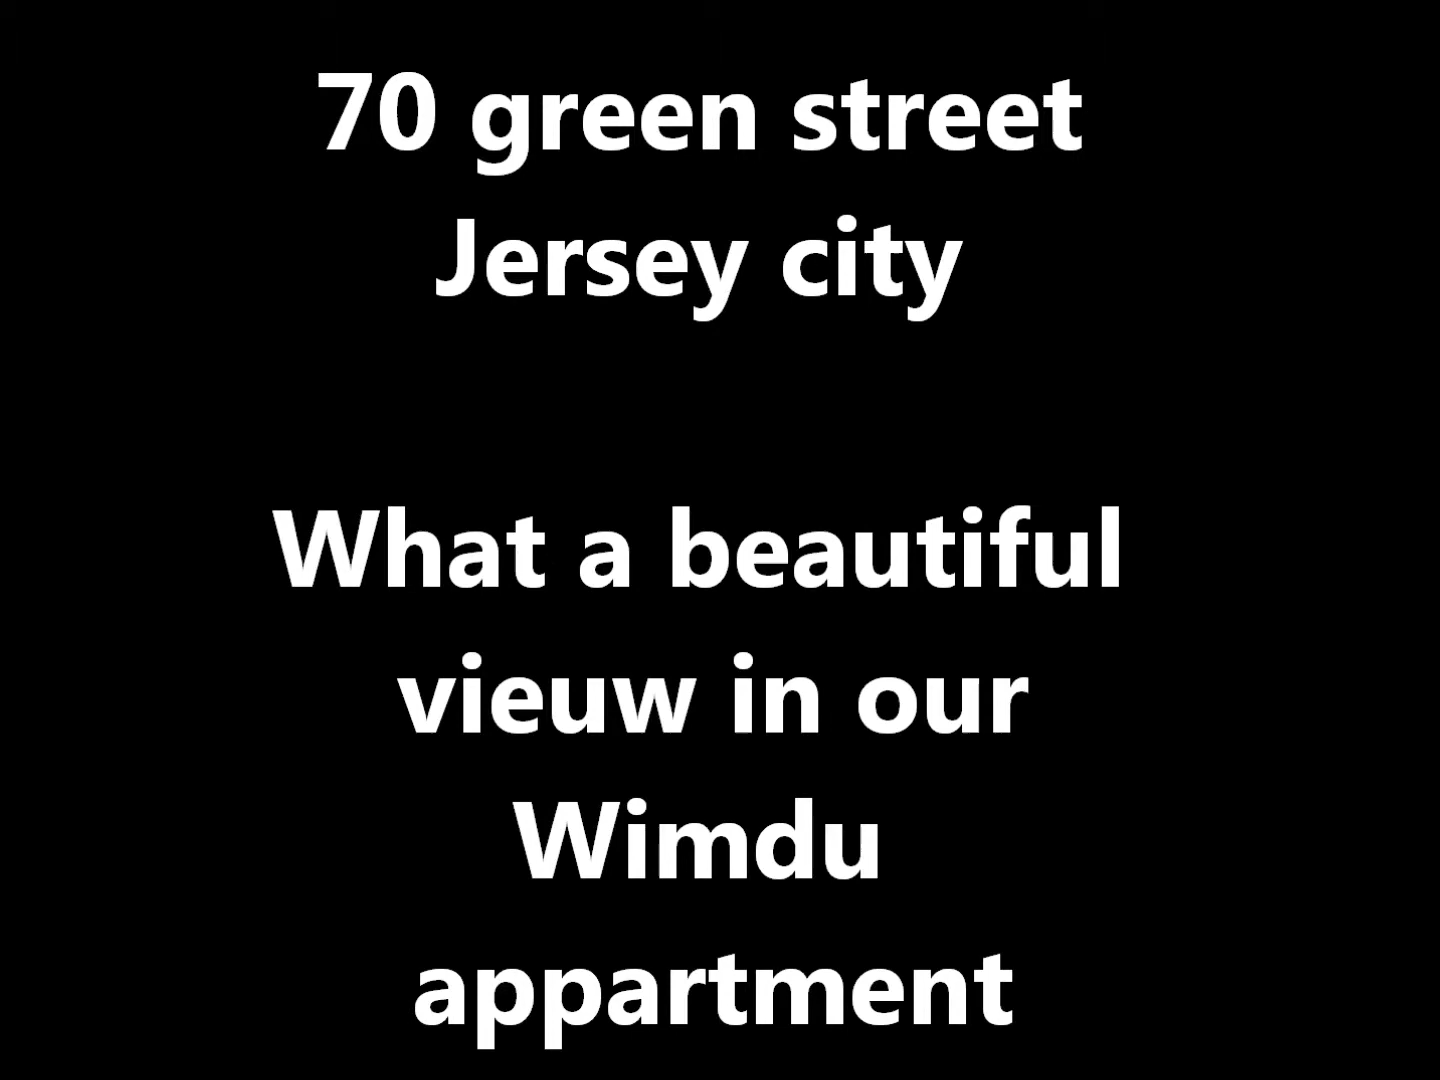 70 green street
Jersey city
What a beautiful
vieuw in our
Wimdu
appartment